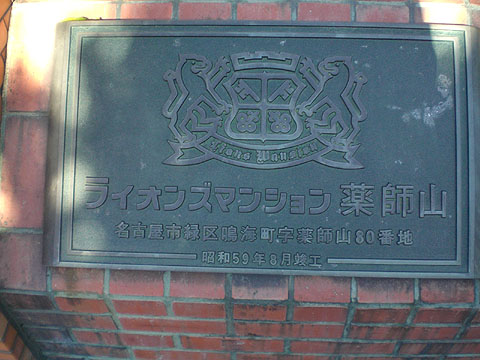 Lions Mansion
ライオンズマンション 薬師山
名古屋市緑区鳴海町字薬師山80番地
昭和59年8月竣工